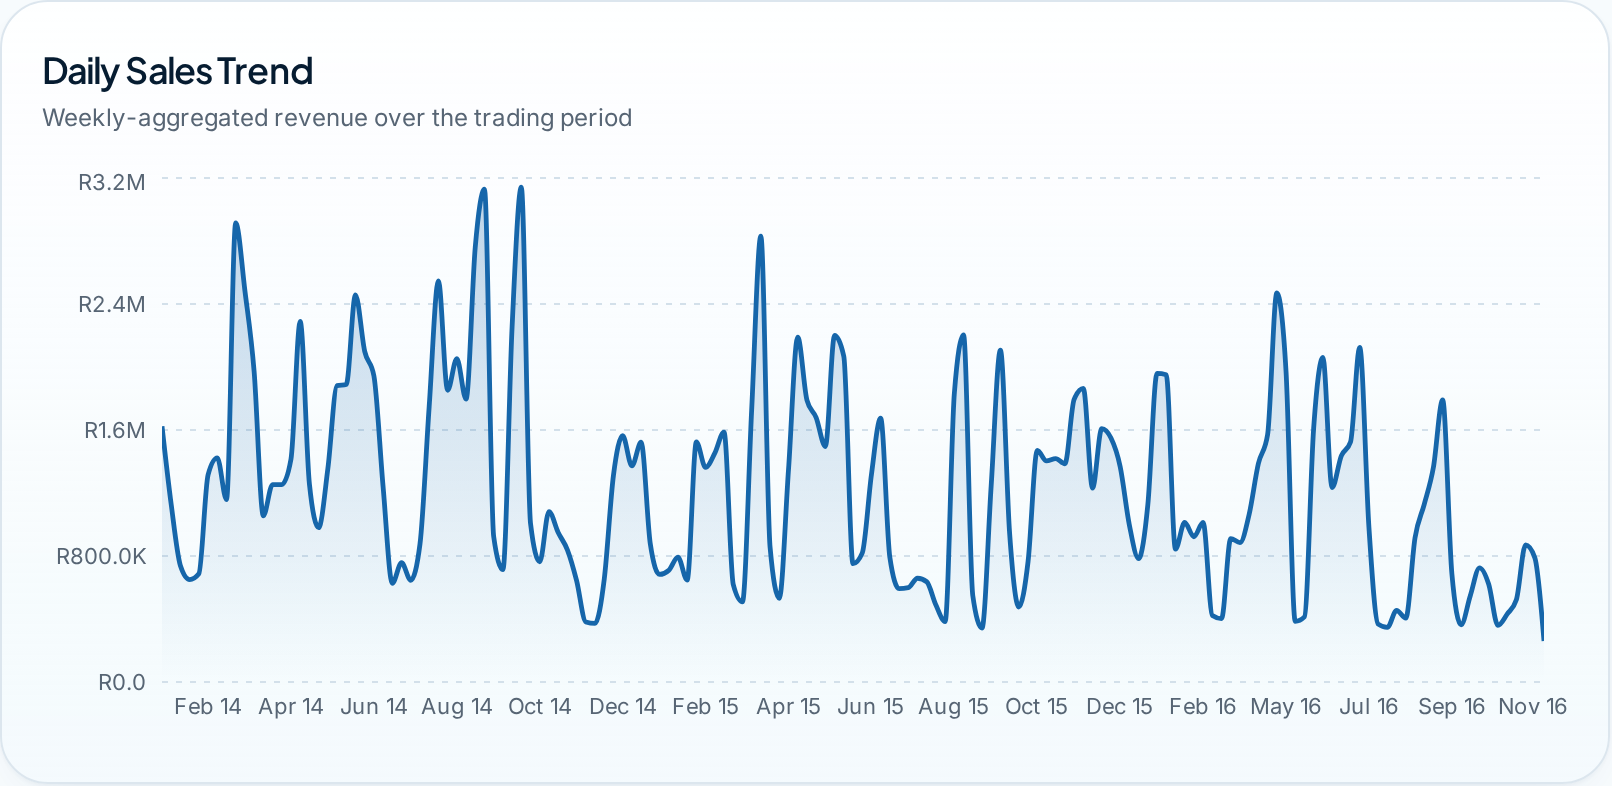 Daily Sales Trend
Weekly-aggregated revenue over the trading period
R3.2M
R2.4M
R1.6M
R800.0K
R0.0
Feb 14 Apr 14 Jun 14 Aug 14 Oct 14 Dec 14 Feb 15 Apr 15 Jun 15 Aug 15 Oct 15 Dec 15 Feb 16 May 16 Jul 16 Sep 16 Nov 16